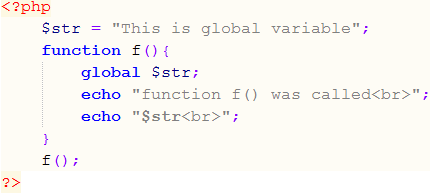 <?php
$str = "This is global variable";
function f(){
global $str;
echo "function f() was called<br>";
echo "$str<br>";
}
f();
?>